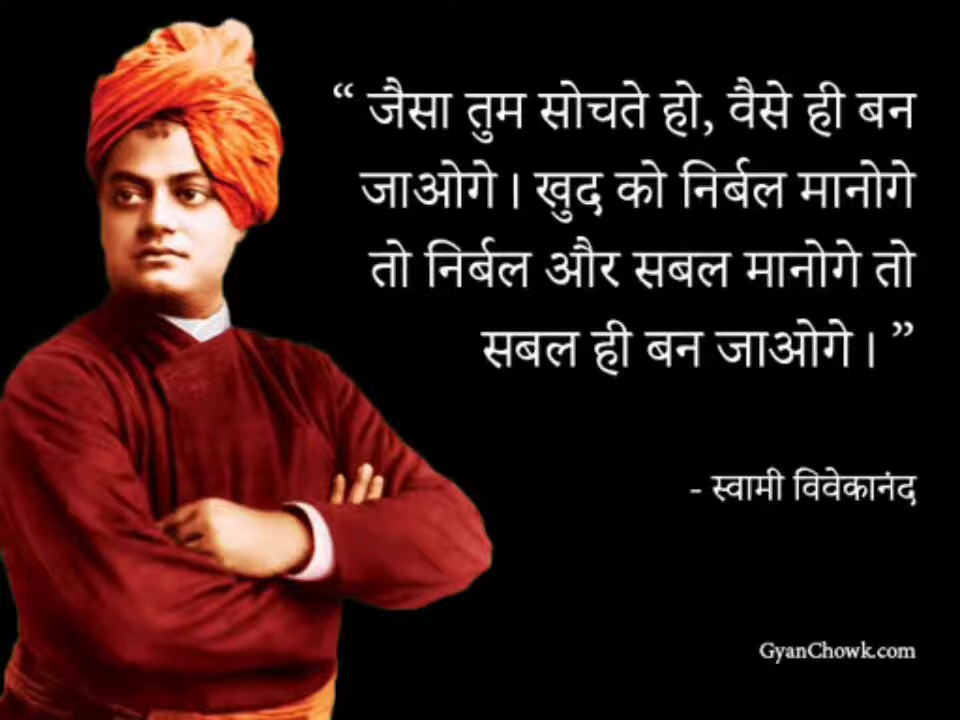 “ जैसा तुम सोचते हो, वैसे ही बन
जाओगे। खुद को निर्बल मानोगे
तो निर्बल और सबल मानोगे तो
सबल ही बन जाओगे। ”
- स्वामी विवेकानंद
GyanChowk.com